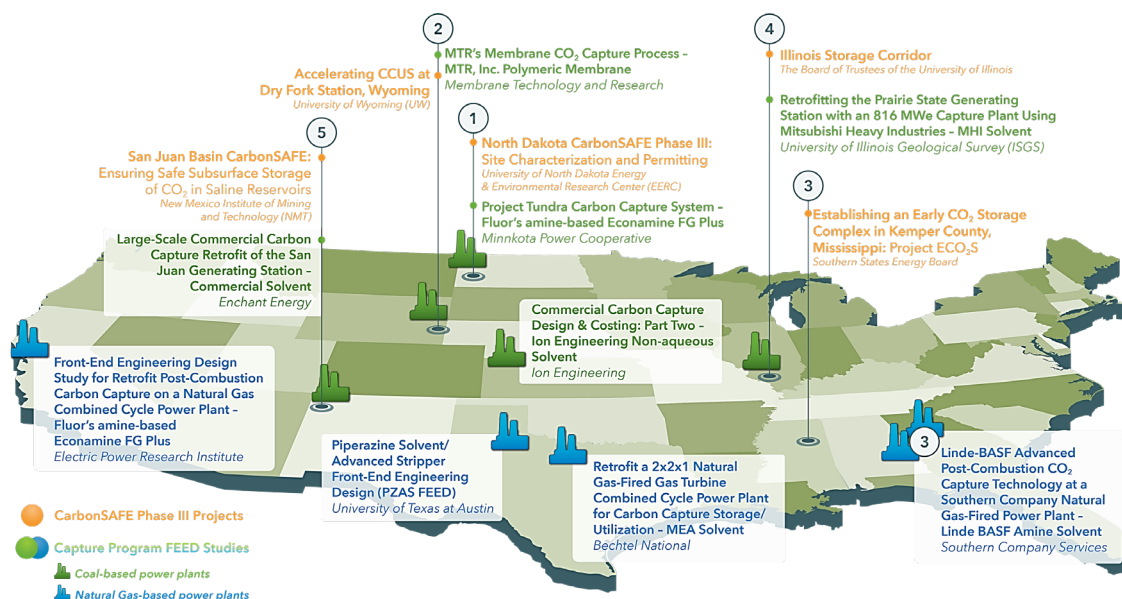 2
MTR's Membrane CO₂ Capture Process –
MTR, Inc. Polymeric Membrane
Membrane Technology and Research
Accelerating CCUS at
Dry Fork Station, Wyoming
University of Wyoming (UW)
4
Illinois Storage Corridor
The Board of Trustees of the University of Illinois
Retrofitting the Prairie State Generating
Station with an 816 MWe Capture Plant Using
Mitsubishi Heavy Industries – MHI Solvent
University of Illinois Geological Survey (ISGS)
5
San Juan Basin CarbonSAFE:
Ensuring Safe Subsurface Storage
of CO₂ in Saline Reservoirs
New Mexico Institute of Mining
and Technology (NMT)
Large-Scale Commercial Carbon
Capture Retrofit of the San
Juan Generating Station –
Commercial Solvent
Enchant Energy
1
North Dakota CarbonSAFE Phase III:
Site Characterization and Permitting
University of North Dakota Energy
& Environmental Research Center (EERC)
Project Tundra Carbon Capture System –
Fluor's amine-based Econamine FG Plus
Minnkota Power Cooperative
3
Establishing an Early CO₂ Storage
Complex in Kemper County,
Mississippi: Project ECO₂S
Southern States Energy Board
Commercial Carbon Capture
Design & Costing: Part Two –
Ion Engineering Non-aqueous
Solvent
Ion Engineering
Front-End Engineering Design
Study for Retrofit Post-Combustion
Carbon Capture on a Natural Gas
Combined Cycle Power Plant –
Fluor's amine-based
Econamine FG Plus
Electric Power Research Institute
Piperazine Solvent/
Advanced Stripper
Front-End Engineering
Design (PZAS FEED)
University of Texas at Austin
Retrofit a 2x2x1 Natural
Gas-Fired Gas Turbine
Combined Cycle Power Plant
for Carbon Capture Storage/
Utilization – MEA Solvent
Bechtel National
3
Linde-BASF Advanced
Post-Combustion CO₂
Capture Technology at a
Southern Company Natural
Gas-Fired Power Plant –
Linde BASF Amine Solvent
Southern Company Services
CarbonSAFE Phase III Projects
Capture Program FEED Studies
Coal-based power plants
Natural Gas-based power plants